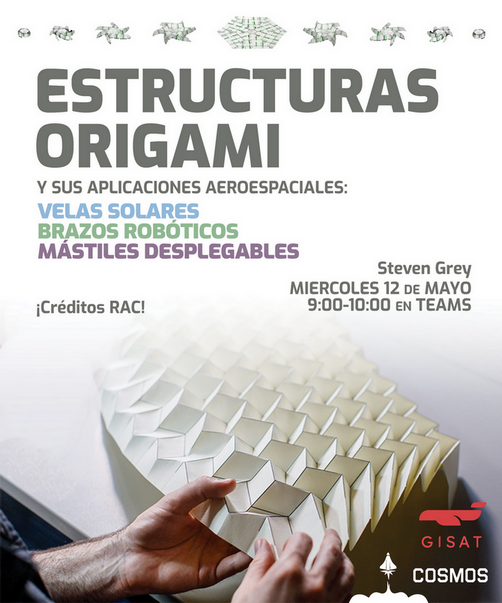 ESTRUCTURAS
ORIGAMI
Y SUS APLICACIONES AEROESPACIALES:
VELAS SOLARES
BRAZOS ROBÓTICOS
MÁSTILES DESPLEGABLES
Steven Grey
MIERCOLES 12 DE MAYO
9:00-10:00 EN TEAMS
¡Créditos RAC!
GISAT
COSMOS